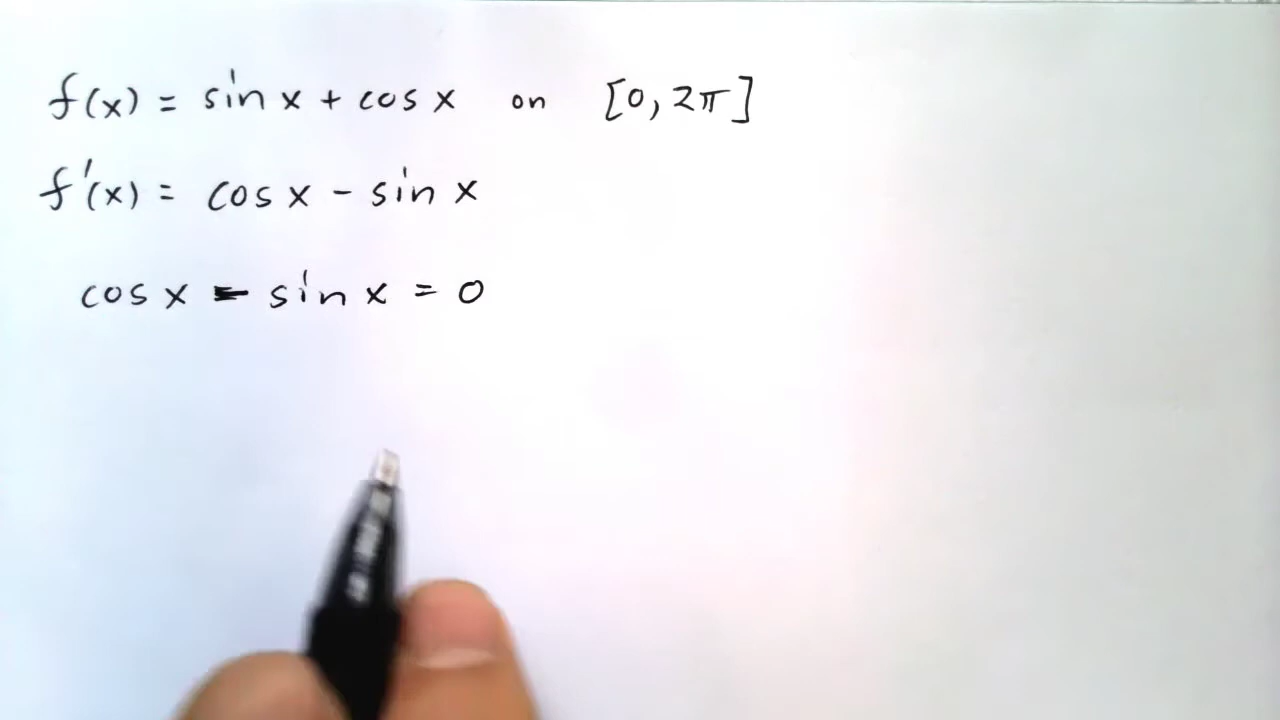 f(x) = sin x + cos x on [0, 2π]
f'(x) = cos x - sin x
cos x - sin x = 0